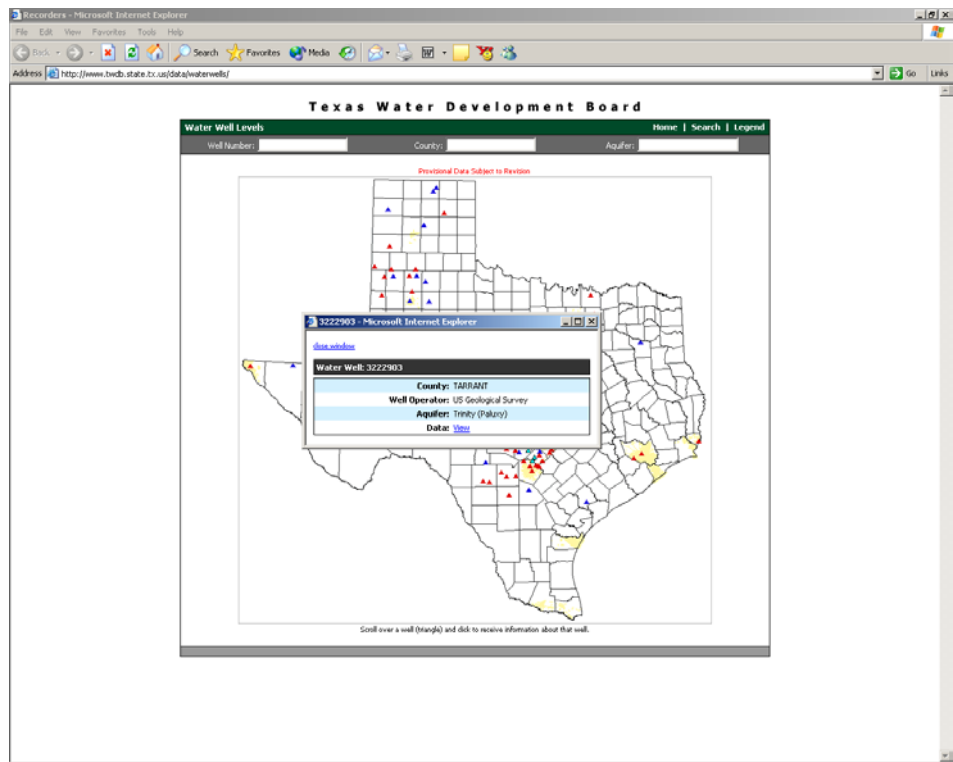 Recorders - Microsoft Internet Explorer
File Edit View Favorites Tools Help
Back Search Favorites Media
Address http://www.twdb.state.tx.us/data/waterwells/ Go Links
Texas Water Development Board
Water Well Levels Home | Search | Legend
Well Number: County: Aquifer:
Provisional Data Subject to Revision
3222903 - Microsoft Internet Explorer
close window
Water Well: 3222903
County: TARRANT
Well Operator: US Geological Survey
Aquifer: Trinity (Paluxy)
Data: View
Scroll over a well (triangle) and click to receive information about that well.